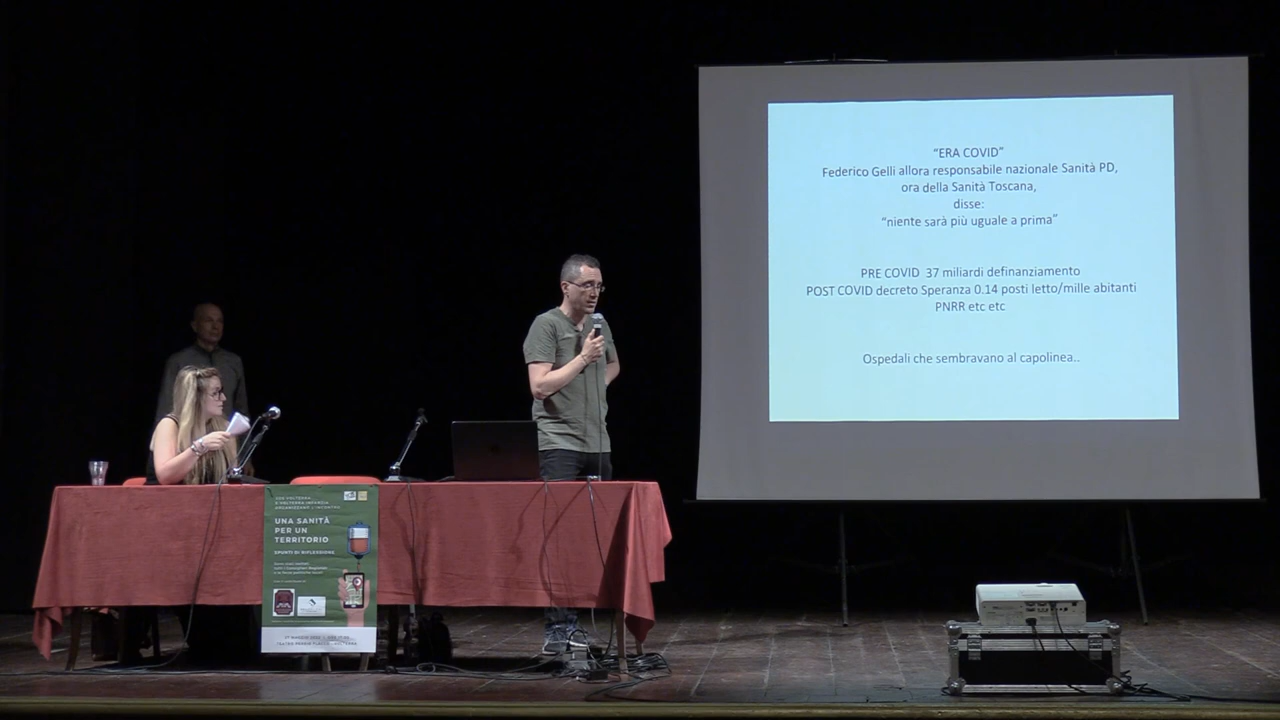 “ERA COVID”
Federico Gelli allora responsabile nazionale Sanità PD,
ora della Sanità Toscana,
disse:
“niente sarà più uguale a prima”
PRE COVID 37 miliardi definanziamento
POST COVID decreto Speranza 0.14 posti letto/mille abitanti
PNRR etc etc
Ospedali che sembravano al capolinea..
UNA SANITÀ
PER UN
TERRITORIO
SPUNTI DI RIFLESSIONE